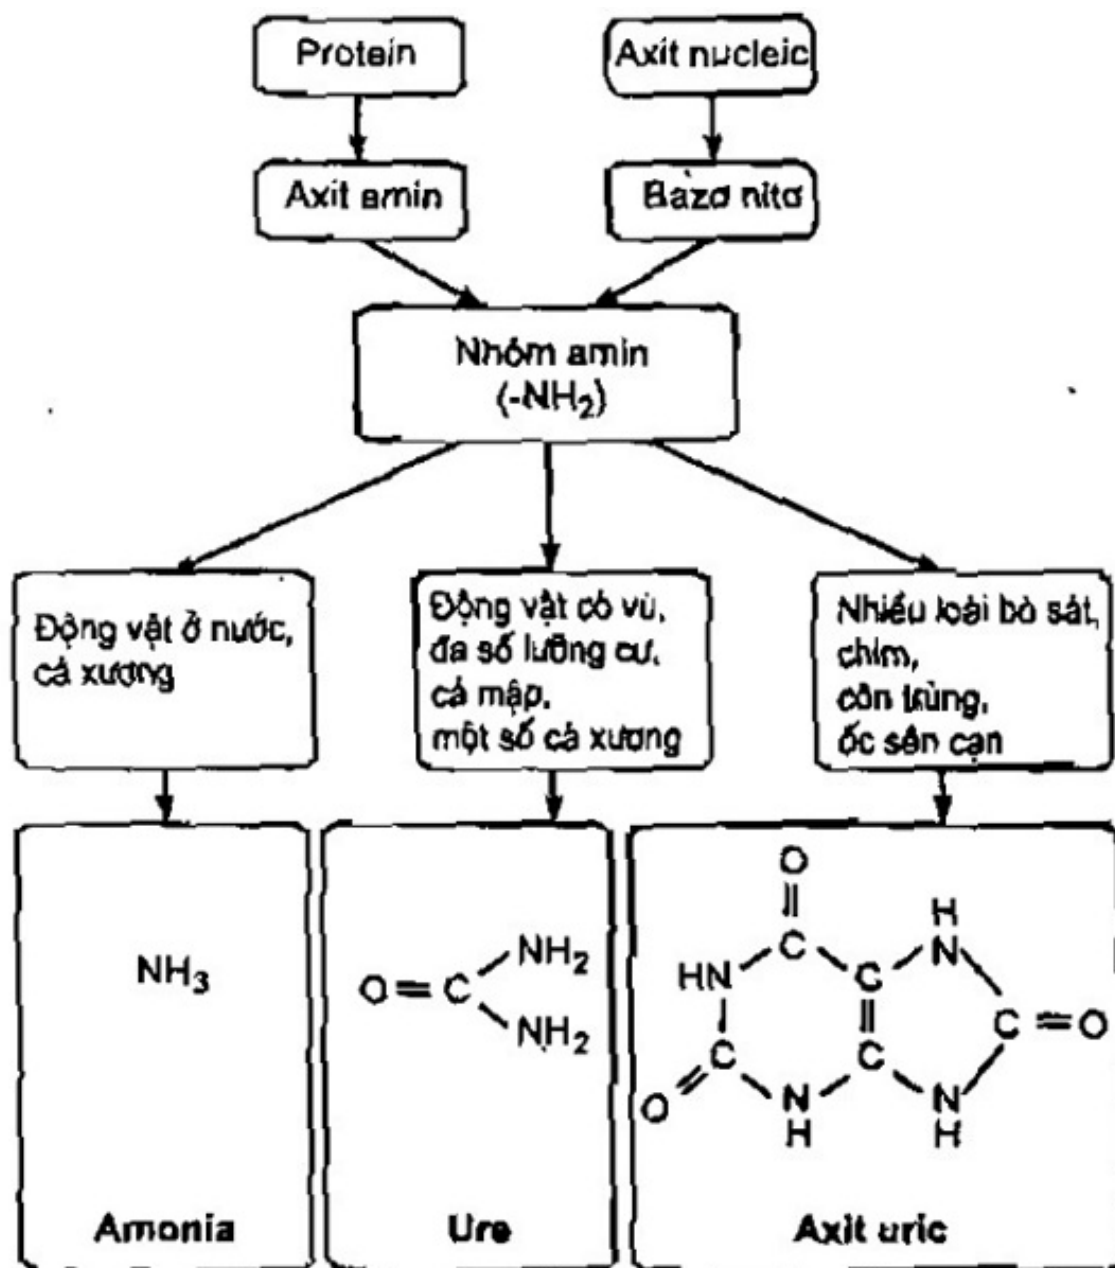 Protein
Axit nucleic
Axit amin
Bazơ nitơ
Nhóm amin
(-NH₂)
Động vật ở nước,
cá xương
Động vật có vú,
đa số lưỡng cư,
cá mập,
một số cá xương
Nhiều loài bò sát,
chim,
côn trùng,
ốc sên cạn
NH₃
O=C
NH₂
NH₂
O
C
HN
C
C
H
N
C=O
C
O
N
H
N
H
Amonia
Ure
Axit uric